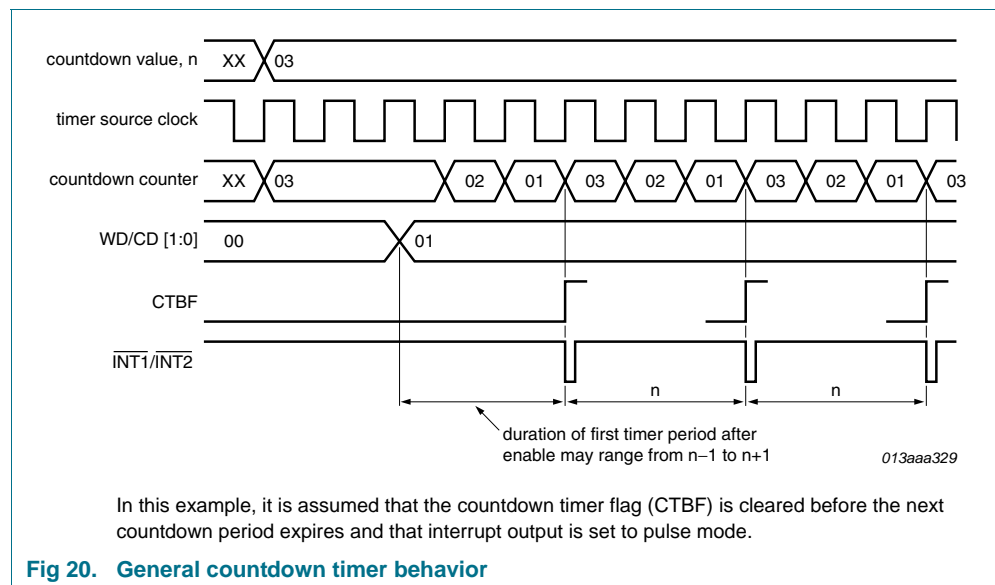 countdown value, n XX 03
timer source clock
countdown counter XX 03 02 01 03 02 01 03 02 01 03
WD/CD [1:0] 00 01
CTBF
INT1/INT2
n n
duration of first timer period after
enable may range from n−1 to n+1
013aaa329
In this example, it is assumed that the countdown timer flag (CTBF) is cleared before the next
countdown period expires and that interrupt output is set to pulse mode.
Fig 20. General countdown timer behavior